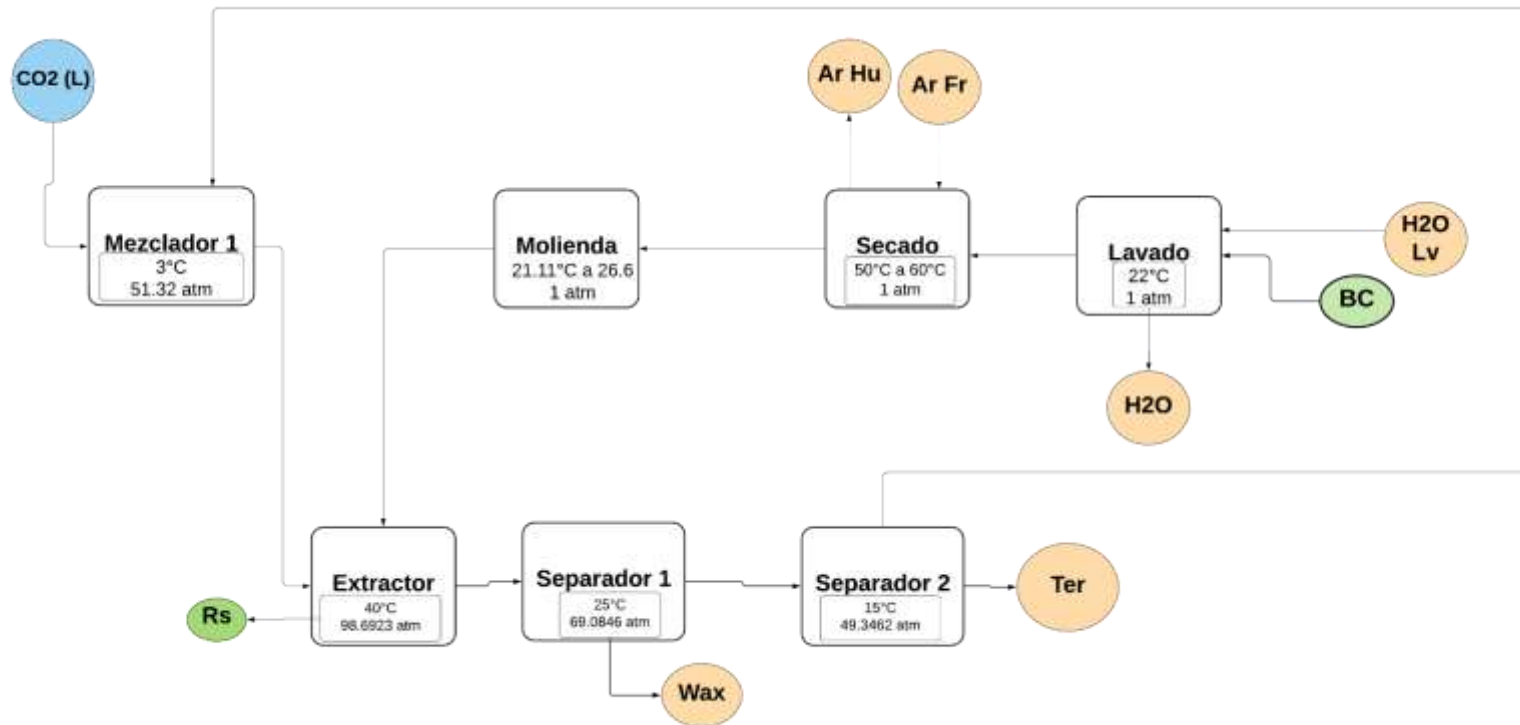 CO2 (L)
Ar Hu
Ar Fr
Mezclador 1
3°C
51.32 atm
Molienda
21.11°C a 26.6
1 atm
Secado
50°C a 60°C
1 atm
Lavado
22°C
1 atm
H2O
Lv
BC
H2O
Extractor
40°C
98.6923 atm
Separador 1
25°C
69.0846 atm
Separador 2
15°C
49.3462 atm
Ter
Rs
Wax